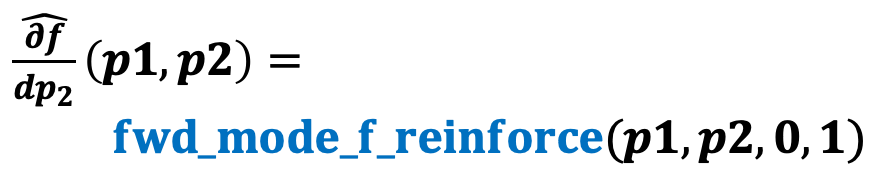 ∂f̂/dp₂ (p1, p2) =
fwd_mode_f_reinforce(p1, p2, 0, 1)